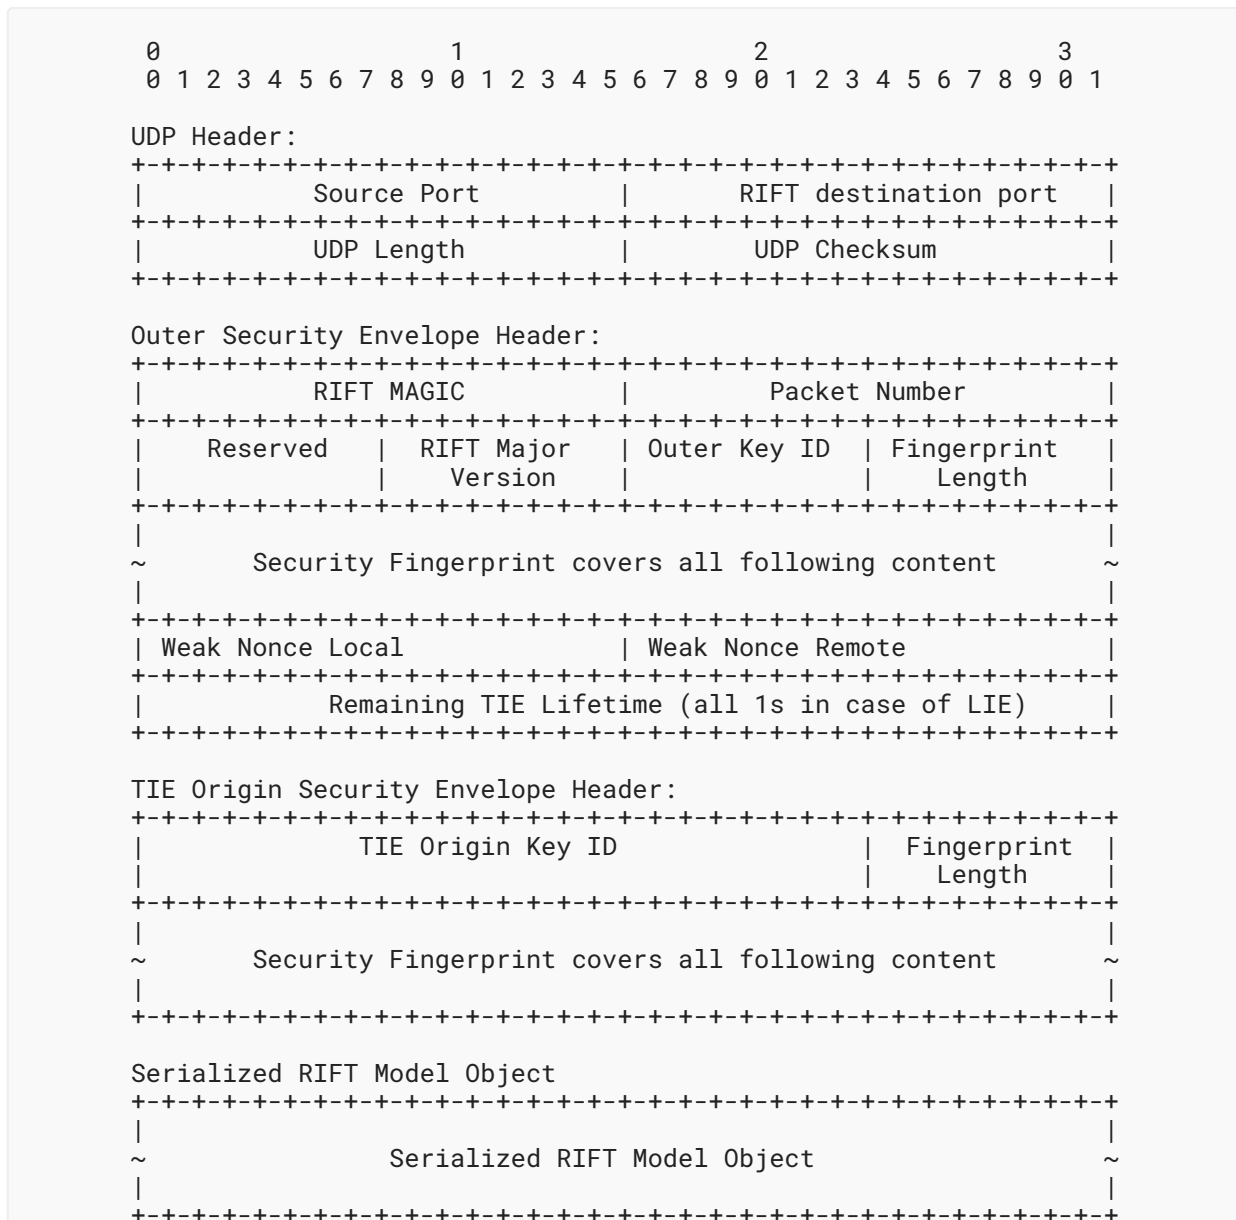 0                   1                   2                   3
 0 1 2 3 4 5 6 7 8 9 0 1 2 3 4 5 6 7 8 9 0 1 2 3 4 5 6 7 8 9 0 1

UDP Header:
+-+-+-+-+-+-+-+-+-+-+-+-+-+-+-+-+-+-+-+-+-+-+-+-+-+-+-+-+-+-+-+-+
|           Source Port         |       RIFT destination port   |
+-+-+-+-+-+-+-+-+-+-+-+-+-+-+-+-+-+-+-+-+-+-+-+-+-+-+-+-+-+-+-+-+
|           UDP Length          |        UDP Checksum           |
+-+-+-+-+-+-+-+-+-+-+-+-+-+-+-+-+-+-+-+-+-+-+-+-+-+-+-+-+-+-+-+-+

Outer Security Envelope Header:
+-+-+-+-+-+-+-+-+-+-+-+-+-+-+-+-+-+-+-+-+-+-+-+-+-+-+-+-+-+-+-+-+
|           RIFT MAGIC          |         Packet Number         |
+-+-+-+-+-+-+-+-+-+-+-+-+-+-+-+-+-+-+-+-+-+-+-+-+-+-+-+-+-+-+-+-+
|    Reserved   |  RIFT Major   | Outer Key ID  | Fingerprint   |
|               |    Version    |               |    Length     |
+-+-+-+-+-+-+-+-+-+-+-+-+-+-+-+-+-+-+-+-+-+-+-+-+-+-+-+-+-+-+-+-+
|                                                               |
~       Security Fingerprint covers all following content       ~
|                                                               |
+-+-+-+-+-+-+-+-+-+-+-+-+-+-+-+-+-+-+-+-+-+-+-+-+-+-+-+-+-+-+-+-+
| Weak Nonce Local              | Weak Nonce Remote             |
+-+-+-+-+-+-+-+-+-+-+-+-+-+-+-+-+-+-+-+-+-+-+-+-+-+-+-+-+-+-+-+-+
|            Remaining TIE Lifetime (all 1s in case of LIE)     |
+-+-+-+-+-+-+-+-+-+-+-+-+-+-+-+-+-+-+-+-+-+-+-+-+-+-+-+-+-+-+-+-+

TIE Origin Security Envelope Header:
+-+-+-+-+-+-+-+-+-+-+-+-+-+-+-+-+-+-+-+-+-+-+-+-+-+-+-+-+-+-+-+-+
|              TIE Origin Key ID                |  Fingerprint  |
|                                               |    Length     |
+-+-+-+-+-+-+-+-+-+-+-+-+-+-+-+-+-+-+-+-+-+-+-+-+-+-+-+-+-+-+-+-+
|                                                               |
~       Security Fingerprint covers all following content       ~
|                                                               |
+-+-+-+-+-+-+-+-+-+-+-+-+-+-+-+-+-+-+-+-+-+-+-+-+-+-+-+-+-+-+-+-+

Serialized RIFT Model Object
+-+-+-+-+-+-+-+-+-+-+-+-+-+-+-+-+-+-+-+-+-+-+-+-+-+-+-+-+-+-+-+-+
|                                                               |
~                Serialized RIFT Model Object                   ~
|                                                               |
+-+-+-+-+-+-+-+-+-+-+-+-+-+-+-+-+-+-+-+-+-+-+-+-+-+-+-+-+-+-+-+-+